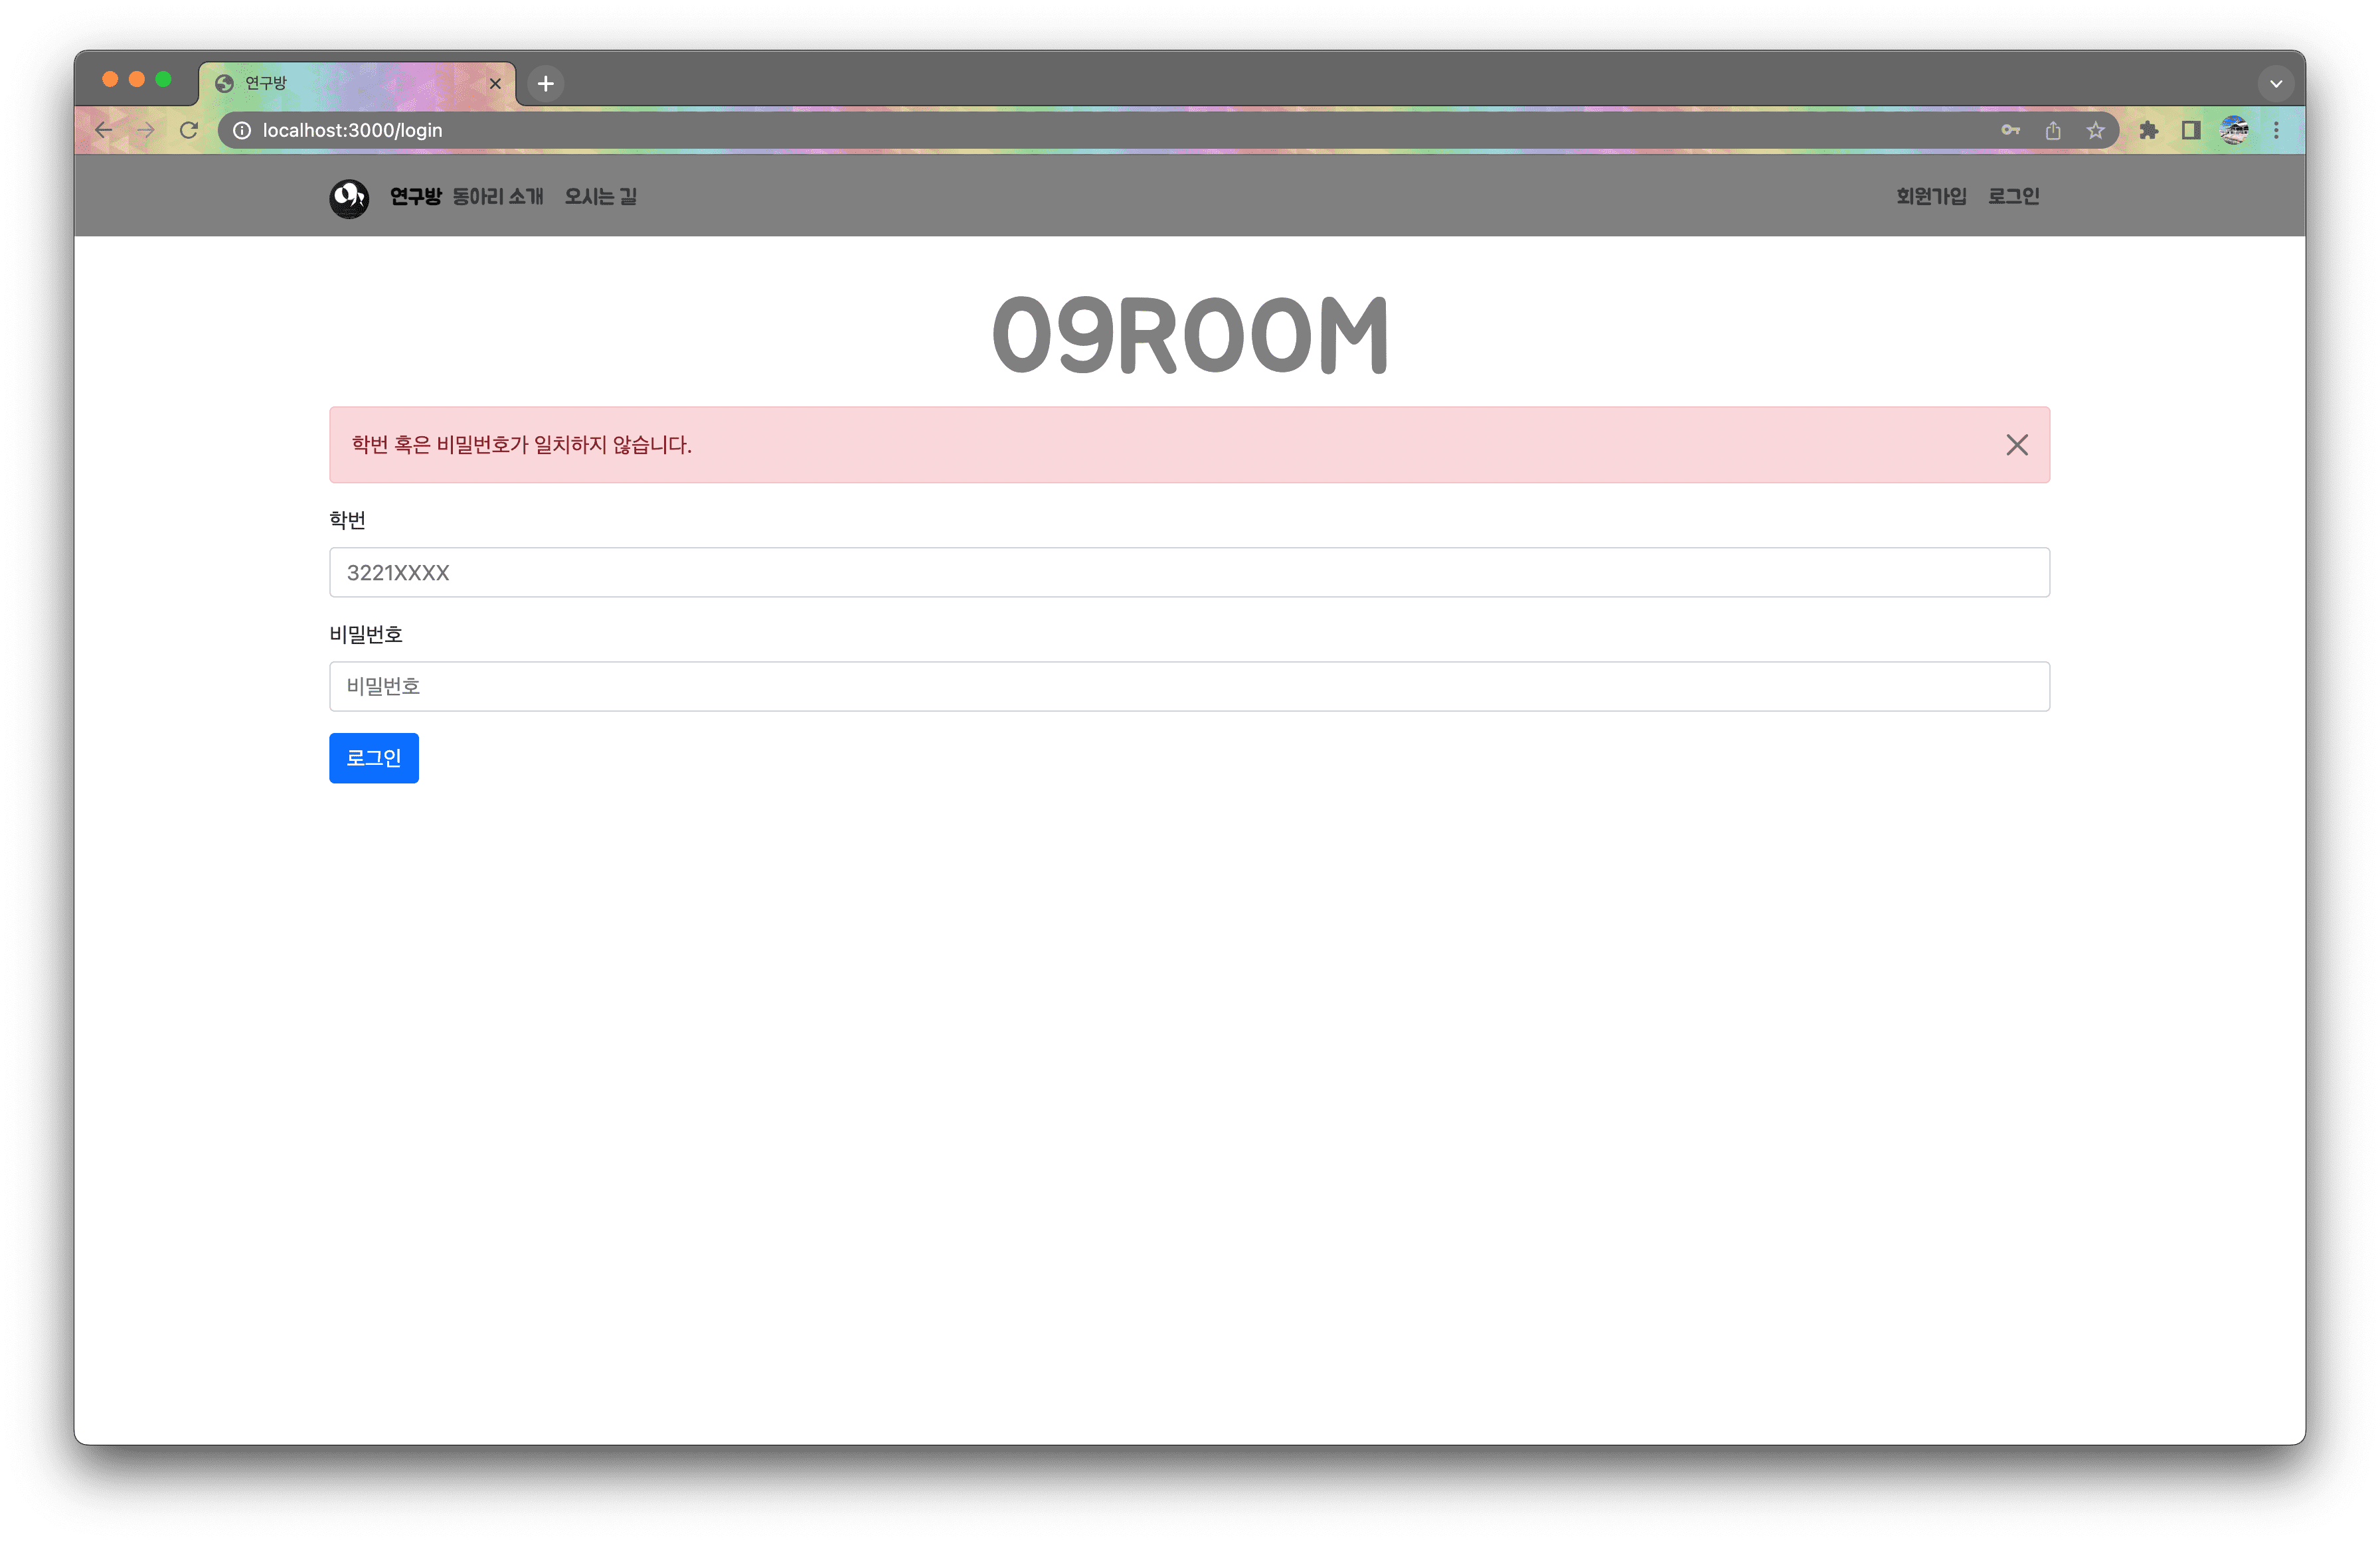 연구방
localhost:3000/login
연구방 동아리 소개 오시는 길 회원가입 로그인
09ROOM
학번 혹은 비밀번호가 일치하지 않습니다.
학번
3221XXXX
비밀번호
비밀번호
로그인